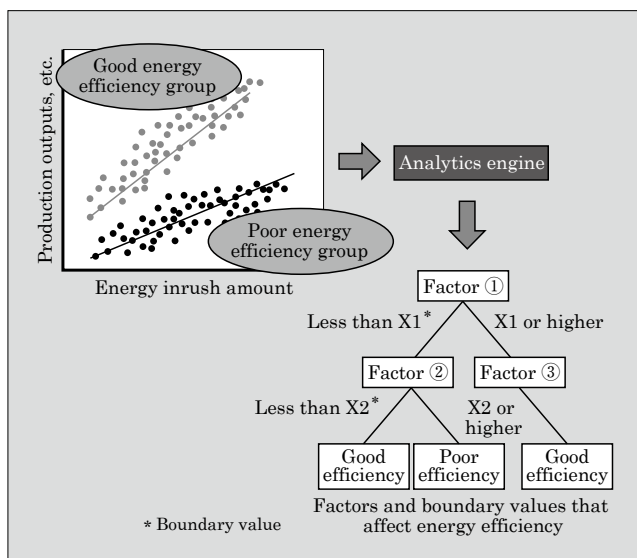 Production outputs, etc.
Good energy
efficiency group
Poor energy
efficiency group
Energy inrush amount
Analytics engine
Factor ①
Less than X1*
X1 or higher
Factor ②
Factor ③
Less than X2*
X2 or
higher
Good
efficiency
Poor
efficiency
Good
efficiency
* Boundary value
Factors and boundary values that
affect energy efficiency